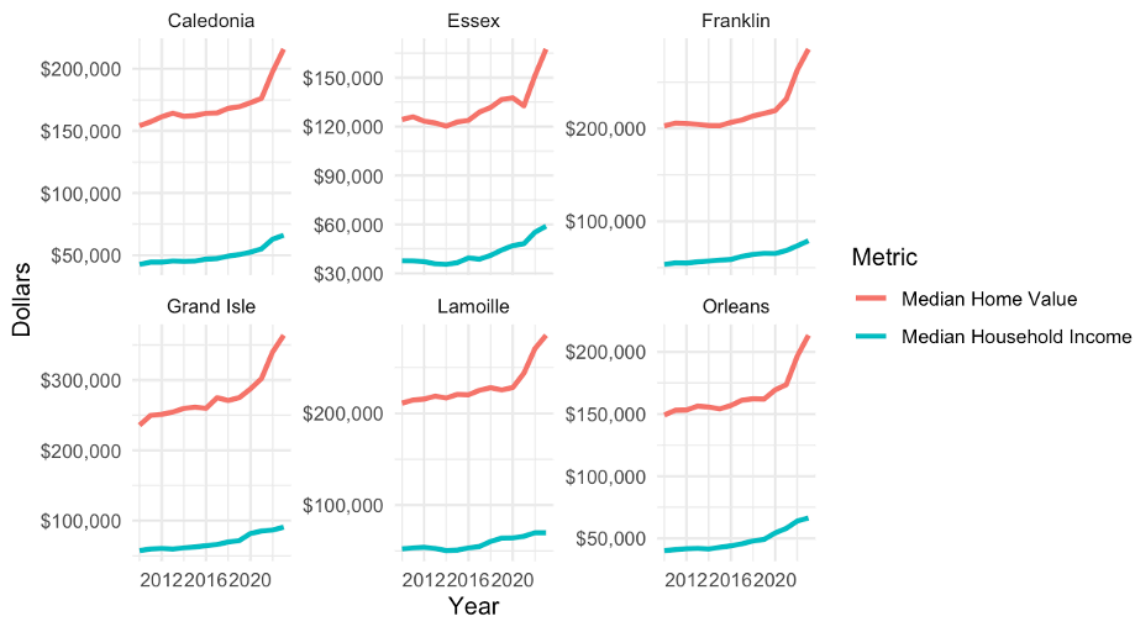 Caledonia
Essex
Franklin
$200,000
$150,000
$100,000
$50,000
$150,000
$120,000
$90,000
$60,000
$30,000
$200,000
$100,000
Dollars
Grand Isle
Lamoille
Orleans
$300,000
$200,000
$100,000
$200,000
$100,000
$200,000
$150,000
$100,000
$50,000
2012 2016 2020
2012 2016 2020
2012 2016 2020
Year
Metric
Median Home Value
Median Household Income